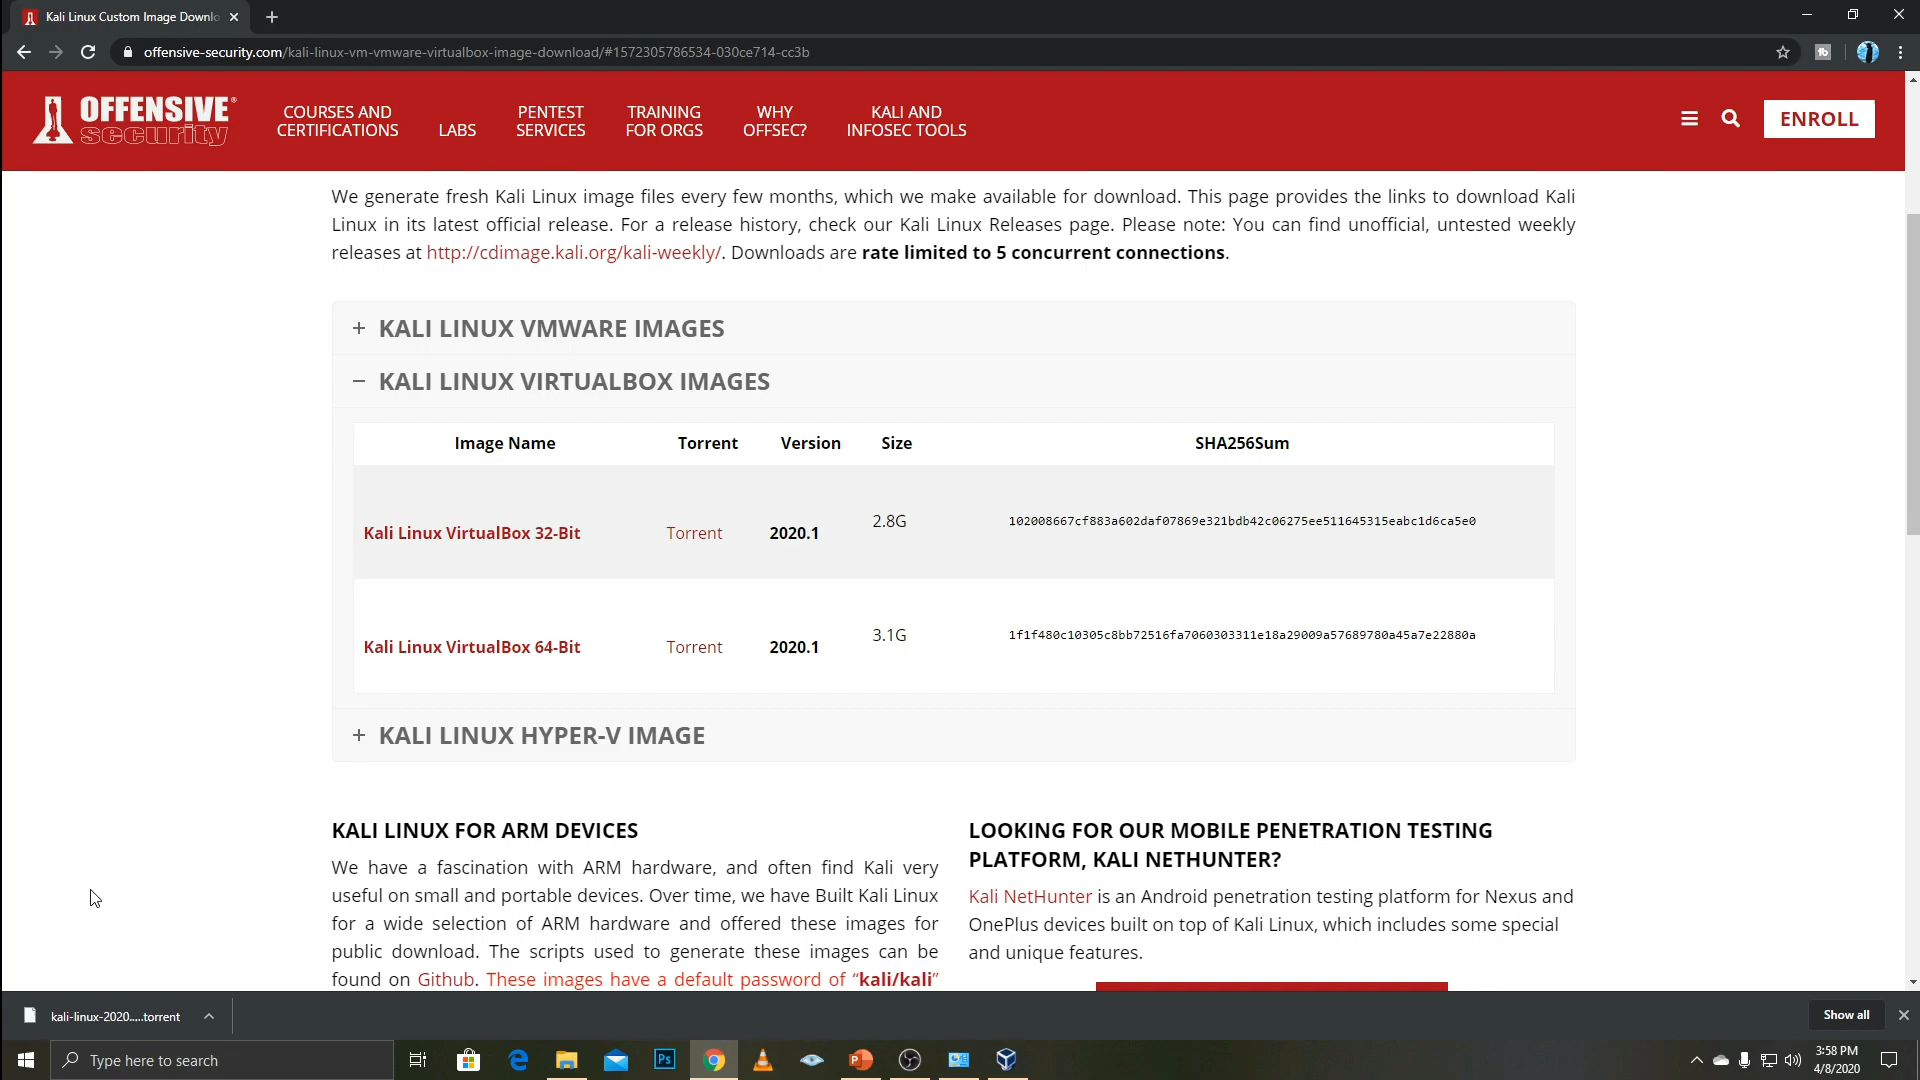 Kali Linux Custom Image Downlo
offensive-security.com/kali-linux-vm-vmware-virtualbox-image-download/#1572305786534-030ce714-cc3b
OFFENSIVE®
security
COURSES AND
CERTIFICATIONS
LABS
PENTEST
SERVICES
TRAINING
FOR ORGS
WHY
OFFSEC?
KALI AND
INFOSEC TOOLS
ENROLL
We generate fresh Kali Linux image files every few months, which we make available for download. This page provides the links to download Kali
Linux in its latest official release. For a release history, check our Kali Linux Releases page. Please note: You can find unofficial, untested weekly
releases at http://cdimage.kali.org/kali-weekly/. Downloads are rate limited to 5 concurrent connections.
+ KALI LINUX VMWARE IMAGES
− KALI LINUX VIRTUALBOX IMAGES
Image Name Torrent Version Size SHA256Sum
Kali Linux VirtualBox 32-Bit Torrent 2020.1 2.8G 102008667cf883a602daf07869e321bdb42c06275ee511645315eabc1d6ca5e0
Kali Linux VirtualBox 64-Bit Torrent 2020.1 3.1G 1f1f480c10305c8bb72516fa7060303311e18a29009a57689780a45a7e22880a
+ KALI LINUX HYPER-V IMAGE
KALI LINUX FOR ARM DEVICES
We have a fascination with ARM hardware, and often find Kali very
useful on small and portable devices. Over time, we have Built Kali Linux
for a wide selection of ARM hardware and offered these images for
public download. The scripts used to generate these images can be
found on Github. These images have a default password of “kali/kali”
LOOKING FOR OUR MOBILE PENETRATION TESTING
PLATFORM, KALI NETHUNTER?
Kali NetHunter is an Android penetration testing platform for Nexus and
OnePlus devices built on top of Kali Linux, which includes some special
and unique features.
kali-linux-2020.....torrent
Show all
Type here to search
Ps
3:58 PM
4/8/2020